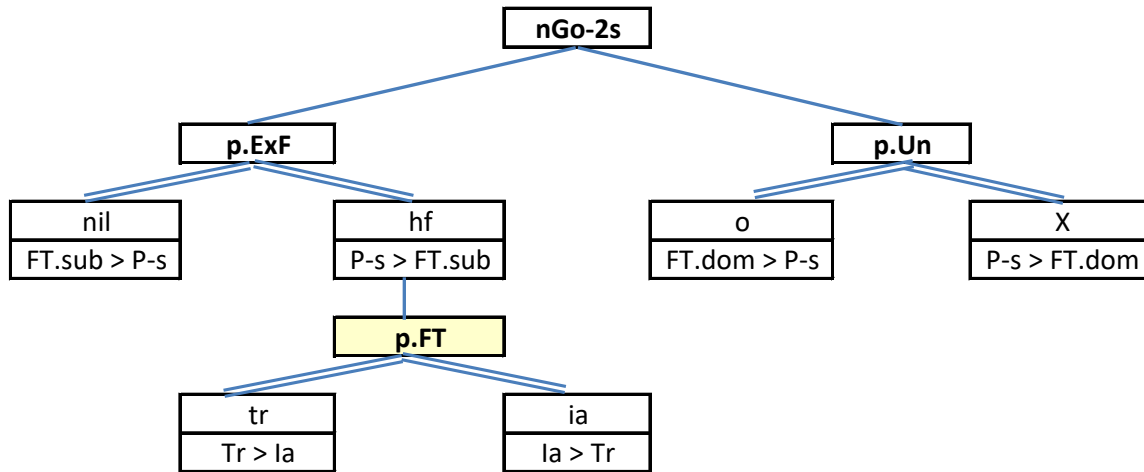 nGo-2s
p.ExF
p.Un
nil
hf
o
X
FT.sub > P-s
P-s > FT.sub
FT.dom > P-s
P-s > FT.dom
p.FT
tr
ia
Tr > Ia
Ia > Tr